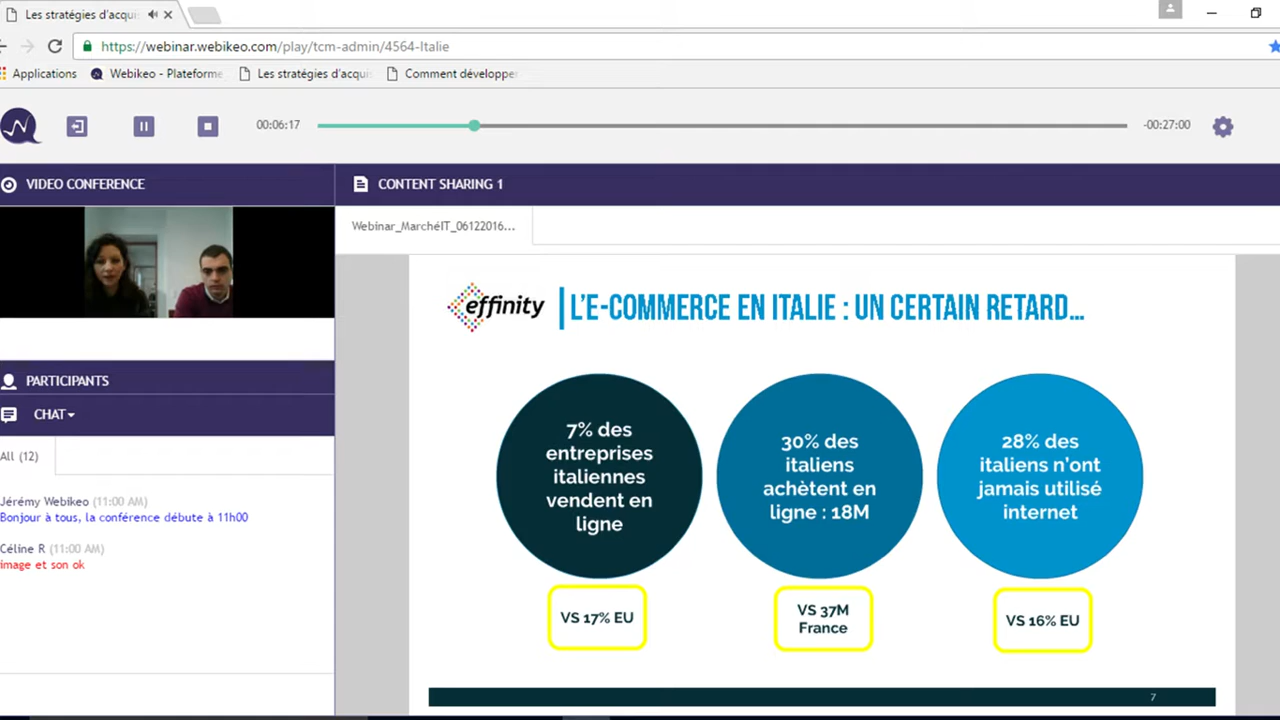 Les stratégies d'acquis
https://webinar.webikeo.com/play/tcm-admin/4564-Italie
Applications
Webikeo - Plateforme
Les stratégies d'acquis
Comment développer
00:06:17
-00:27:00
VIDEO CONFERENCE
CONTENT SHARING 1
Webinar_MarchéIT_06122016...
PARTICIPANTS
CHAT
All (12)
Jérémy Webikeo (11:00 AM)
Bonjour à tous, la conférence débute à 11h00
Céline R (11:00 AM)
image et son ok
effinity
L'E-COMMERCE EN ITALIE : UN CERTAIN RETARD...
7% des
entreprises
italiennes
vendent en
ligne
30% des
italiens
achètent en
ligne : 18M
28% des
italiens n'ont
jamais utilisé
internet
VS 17% EU
VS 37M
France
VS 16% EU
7